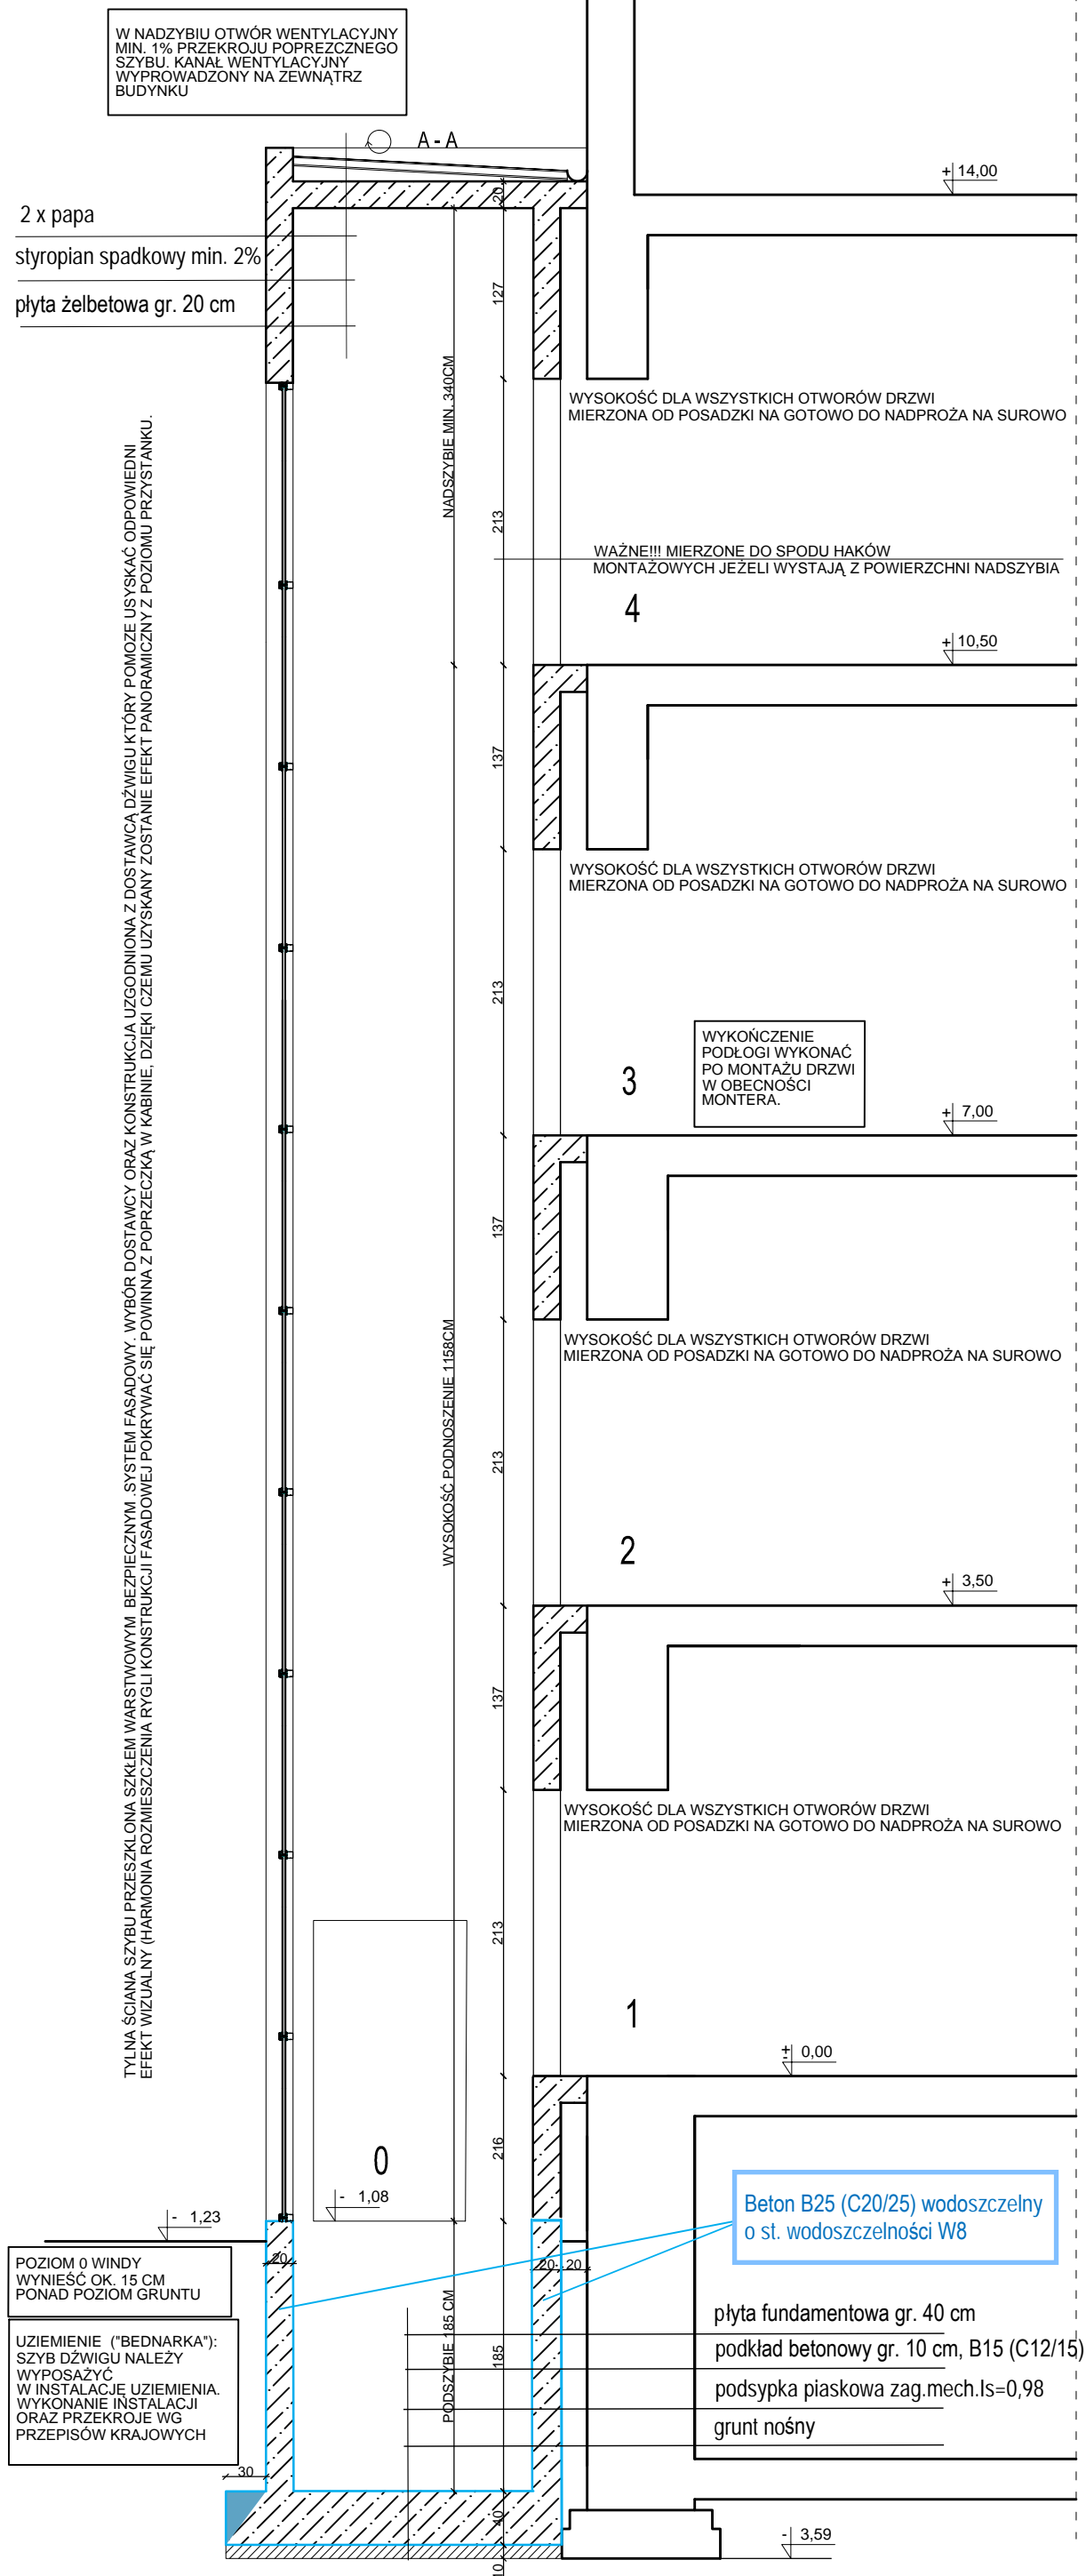 W NADZYBIU OTWÓR WENTYLACYJNY
MIN. 1% PRZEKROJU POPREZCZNEGO
SZYBU. KANAŁ WENTYLACYJNY
WYPROWADZONY NA ZEWNĄTRZ
BUDYNKU
A - A
+ 14,00
20
2 x papa
styropian spadkowy min. 2%
płyta żelbetowa gr. 20 cm
127
NADSZYBIE MIN. 340CM
WYSOKOŚĆ DLA WSZYSTKICH OTWORÓW DRZWI
MIERZONA OD POSADZKI NA GOTOWO DO NADPROŻA NA SUROWO
213
WAŻNE!!! MIERZONE DO SPODU HAKÓW
MONTAŻOWYCH JEŻELI WYSTAJĄ Z POWIERZCHNI NADSZYBIA
4
+ 10,50
137
WYSOKOŚĆ DLA WSZYSTKICH OTWORÓW DRZWI
MIERZONA OD POSADZKI NA GOTOWO DO NADPROŻA NA SUROWO
213
WYKOŃCZENIE
PODŁOGI WYKONAĆ
PO MONTAŻU DRZWI
W OBECNOŚCI
MONTERA.
3
+ 7,00
TYLNA ŚCIANA SZYBU PRZESZKLONA SZKŁEM WARSTWOWYM BEZPIECZNYM .SYSTEM FASADOWY. WYBÓR DOSTAWCY ORAZ KONSTRUKCJA UZGODNIONA Z DOSTAWCĄ DŹWIGU KTÓRY POMOZE USYSKAĆ ODPOWIEDNI
EFEKT WIZUALNY (HARMONIA ROZMIESZCZENIA RYGLI KONSTRUKCJI FASADOWEJ POKRYWAĆ SIĘ POWINNA Z POPRZECZKĄ W KABINIE, DZIĘKI CZEMU UZYSKANY ZOSTANIE EFEKT PANORAMICZNY Z POZIOMU PRZYSTANKU.
137
WYSOKOŚĆ PODNOSZENIE 1158CM
WYSOKOŚĆ DLA WSZYSTKICH OTWORÓW DRZWI
MIERZONA OD POSADZKI NA GOTOWO DO NADPROŻA NA SUROWO
213
2
+ 3,50
137
WYSOKOŚĆ DLA WSZYSTKICH OTWORÓW DRZWI
MIERZONA OD POSADZKI NA GOTOWO DO NADPROŻA NA SUROWO
213
1
± 0,00
216
0
- 1,08
- 1,23
Beton B25 (C20/25) wodoszczelny
o st. wodoszczelności W8
20
20
20
POZIOM 0 WINDY
WYNIEŚĆ OK. 15 CM
PONAD POZIOM GRUNTU
UZIEMIENIE ("BEDNARKA"):
SZYB DŹWIGU NALEŻY
WYPOSAŻYĆ
W INSTALACJĘ UZIEMIENIA.
WYKONANIE INSTALACJI
ORAZ PRZEKROJE WG
PRZEPISÓW KRAJOWYCH
PODSZYBIE 185 CM
185
płyta fundamentowa gr. 40 cm
podkład betonowy gr. 10 cm, B15 (C12/15)
podsypka piaskowa zag.mech.Is=0,98
grunt nośny
30
40
- 3,59
10